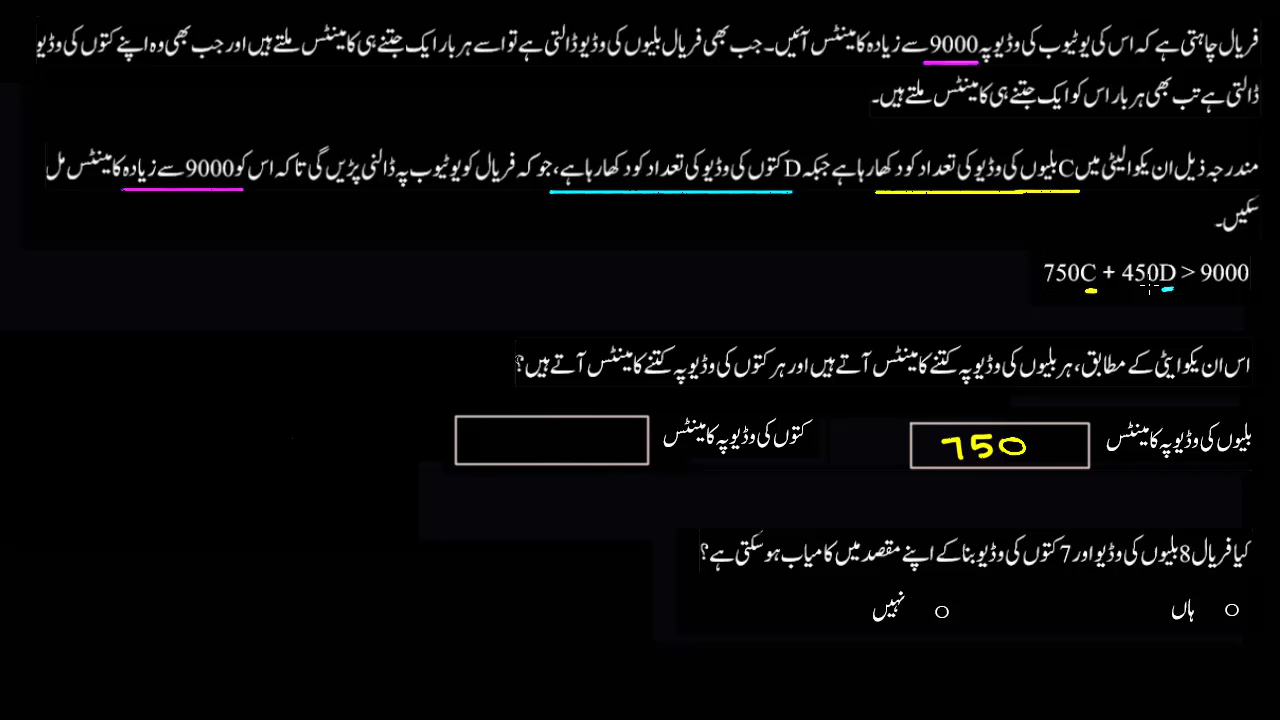 فریال چاہتی ہے کہ اس کی یوٹیوب کی وڈیو پہ 9000 سے زیادہ کامینٹس آئیں۔ جب بھی فریال بلیوں کی وڈیو ڈالتی ہے تو اسے ہر بار ایک جتنے ہی کامینٹس ملتے ہیں اور جب بھی وہ اپنے کتوں کی وڈیو
ڈالتی ہے تب بھی ہر بار اس کو ایک جتنے ہی کامینٹس ملتے ہیں۔
مندرجہ ذیل ان یکوالیٹی میں C بلیوں کی وڈیو کی تعداد کو دکھا رہا ہے جبکہ D کتوں کی وڈیو کی تعداد کو دکھا رہا ہے، جو کہ فریال کو یوٹیوب پہ ڈالنی پڑیں گی تاکہ اس کو 9000 سے زیادہ کامینٹس مل
سکیں۔
750C + 450D > 9000
اس ان یکوایٹی کے مطابق، ہر بلیوں کی وڈیو پہ کتنے کامینٹس آتے ہیں اور ہر کتوں کی وڈیو پہ کتنے کامینٹس آتے ہیں؟
بلیوں کی وڈیو پہ کامینٹس 750 کتوں کی وڈیو پہ کامینٹس
کیا فریال 8 بلیوں کی وڈیو اور 7 کتوں کی وڈیو بنا کے اپنے مقصد میں کامیاب ہو سکتی ہے؟
ہاں نہیں